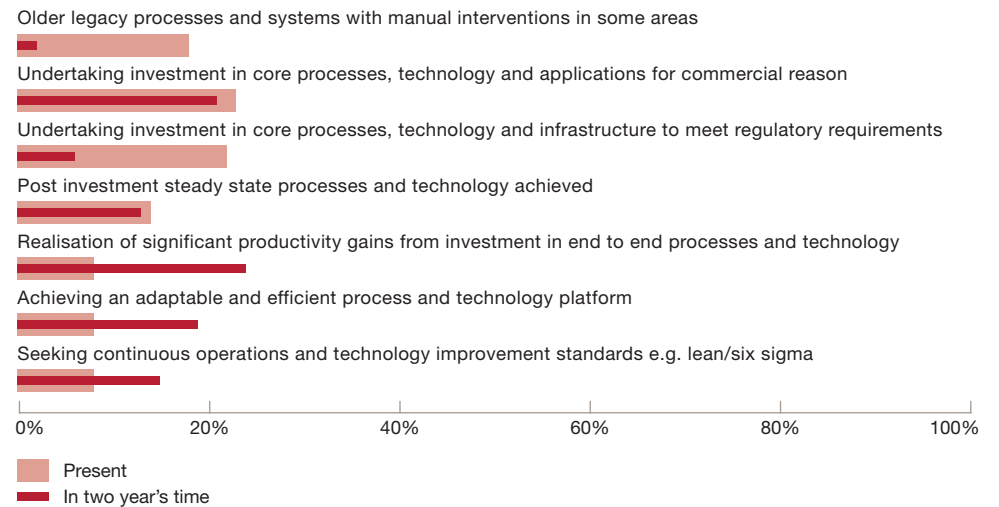 Older legacy processes and systems with manual interventions in some areas
Undertaking investment in core processes, technology and applications for commercial reason
Undertaking investment in core processes, technology and infrastructure to meet regulatory requirements
Post investment steady state processes and technology achieved
Realisation of significant productivity gains from investment in end to end processes and technology
Achieving an adaptable and efficient process and technology platform
Seeking continuous operations and technology improvement standards e.g. lean/six sigma
0% 20% 40% 60% 80% 100%
Present
In two year’s time